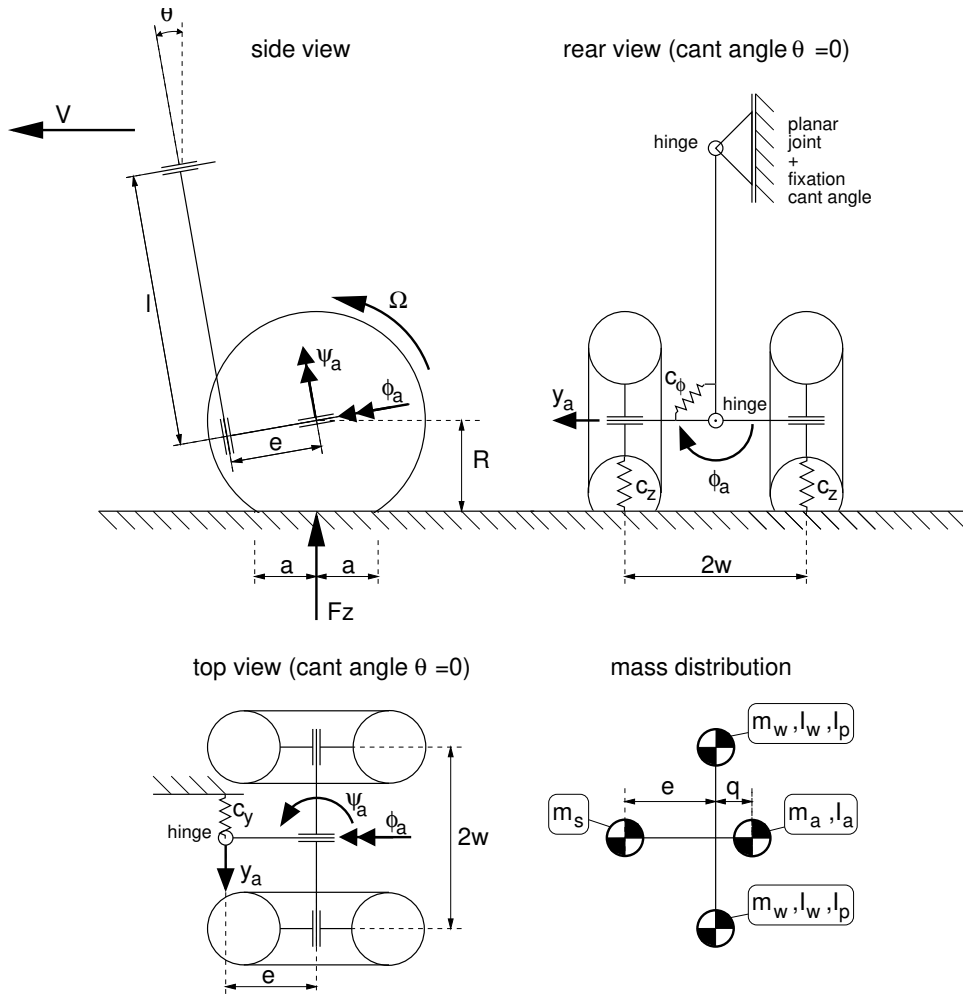 θ
side view
rear view (cant angle θ =0)
V
hinge
planar
joint
+
fixation
cant angle
l
Ω
ψa
ϕa
e
R
cϕ
hinge
ya
ϕa
cz
cz
a
a
2w
Fz
top view (cant angle θ =0)
mass distribution
mw ,Iw ,Ip
ψa
cy
ϕa
hinge
2w
e
q
ms
ma ,Ia
ya
mw ,Iw ,Ip
e